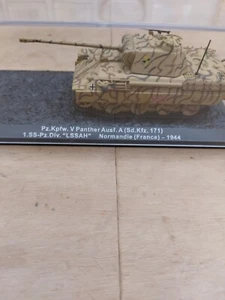 Pz.Kpfw. V Panther Ausf. A (Sd.Kfz. 171)
1.SS-Pz.Div. "LSSAH" Normandie (France) - 1944